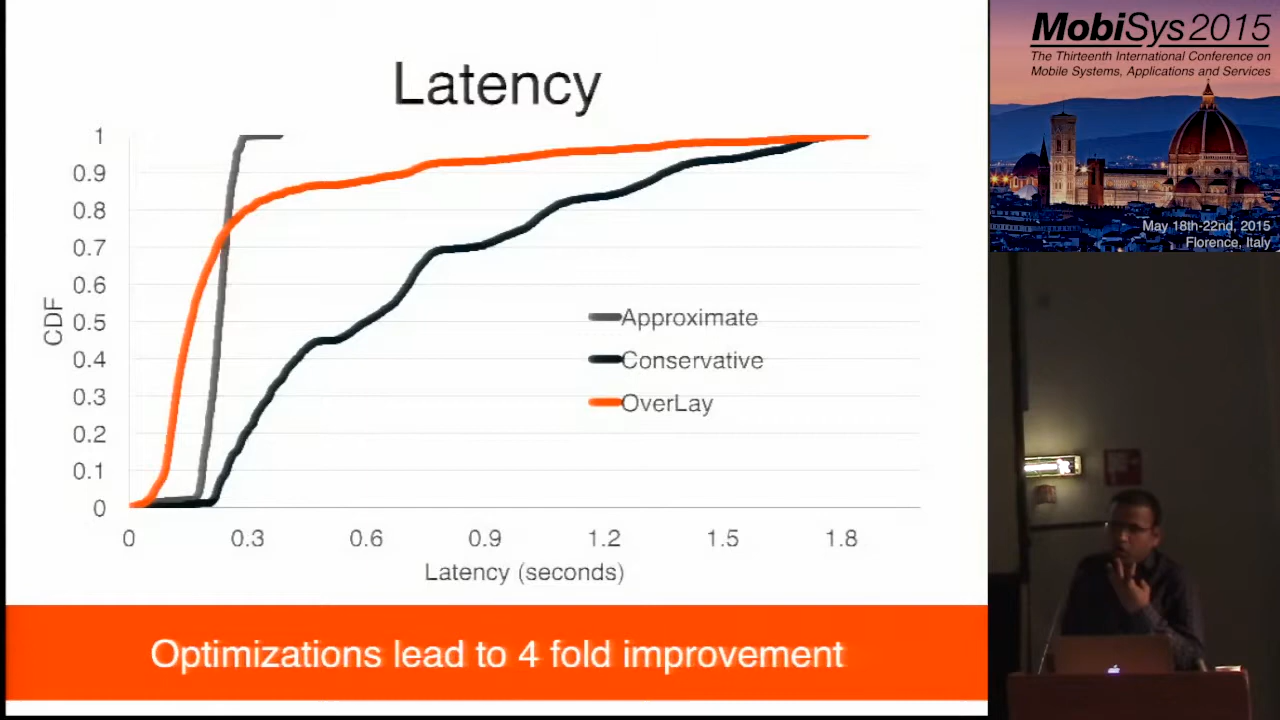 Latency
1
0.9
0.8
0.7
0.6
0.5
0.4
0.3
0.2
0.1
0
CDF
0 0.3 0.6 0.9 1.2 1.5 1.8
Latency (seconds)
Approximate
Conservative
OverLay
Optimizations lead to 4 fold improvement
MobiSys2015
The Thirteenth International Conference on
Mobile Systems, Applications and Services
May 18th-22nd, 2015
Florence, Italy